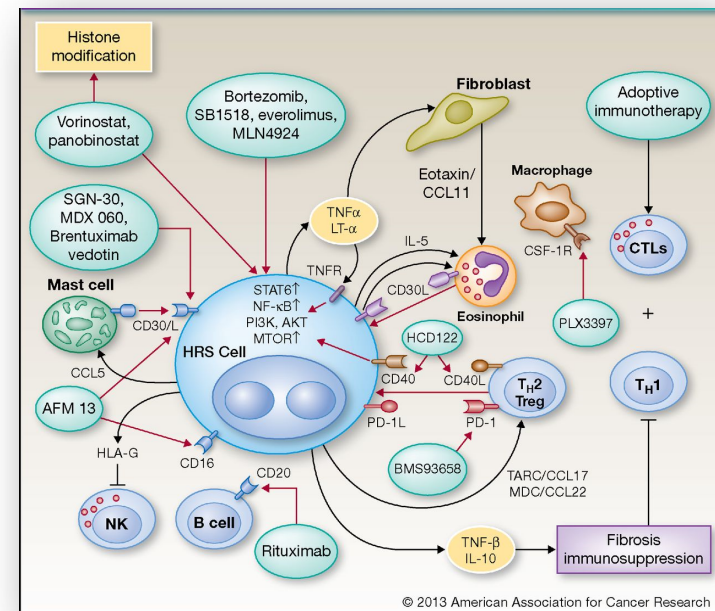 Histone
modification
Vorinostat,
panobinostat
Bortezomib,
SB1518, everolimus,
MLN4924
Fibroblast
Adoptive
immunotherapy
Eotaxin/
CCL11
Macrophage
CSF-1R
CTLs
SGN-30,
MDX 060,
Brentuximab
vedotin
TNFα
LT-α
IL-5
TNFR
CD30L
Eosinophil
PLX3397
+
Mast cell
CD30/L
STAT6↑
NF-κB↑
PI3K, AKT
MTOR↑
HRS Cell
HCD122
CD40
CD40L
TH2
Treg
TH1
CCL5
AFM 13
PD-1L
PD-1
HLA-G
CD16
BMS93658
TARC/CCL17
MDC/CCL22
CD20
NK
B cell
Rituximab
TNF-β
IL-10
Fibrosis
immunosuppression
© 2013 American Association for Cancer Research